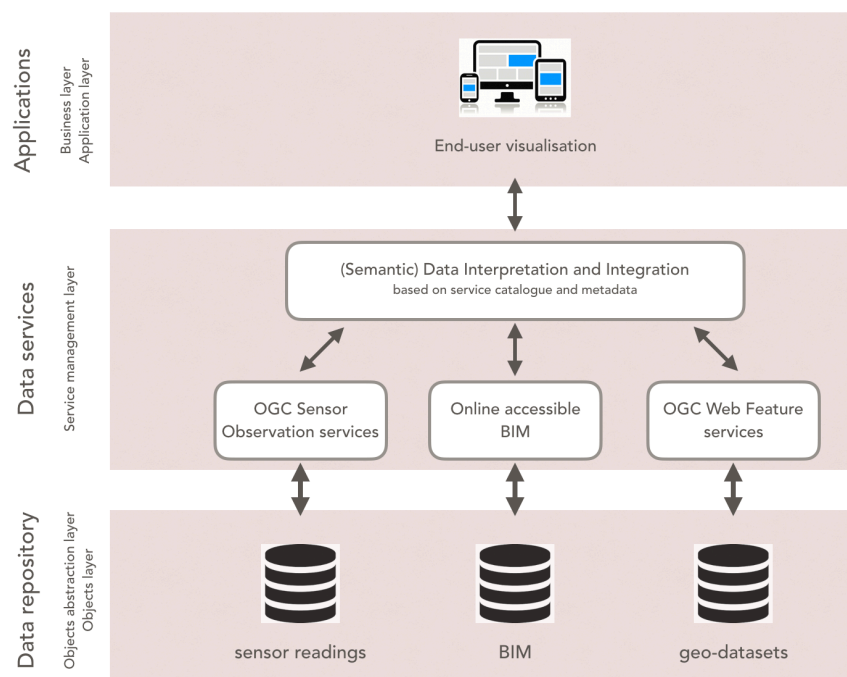 Applications
Business layer
Application layer
End-user visualisation
Data services
Service management layer
(Semantic) Data Interpretation and Integration
based on service catalogue and metadata
OGC Sensor
Observation services
Online accessible
BIM
OGC Web Feature
services
Data repository
Objects abstraction layer
Objects layer
sensor readings
BIM
geo-datasets